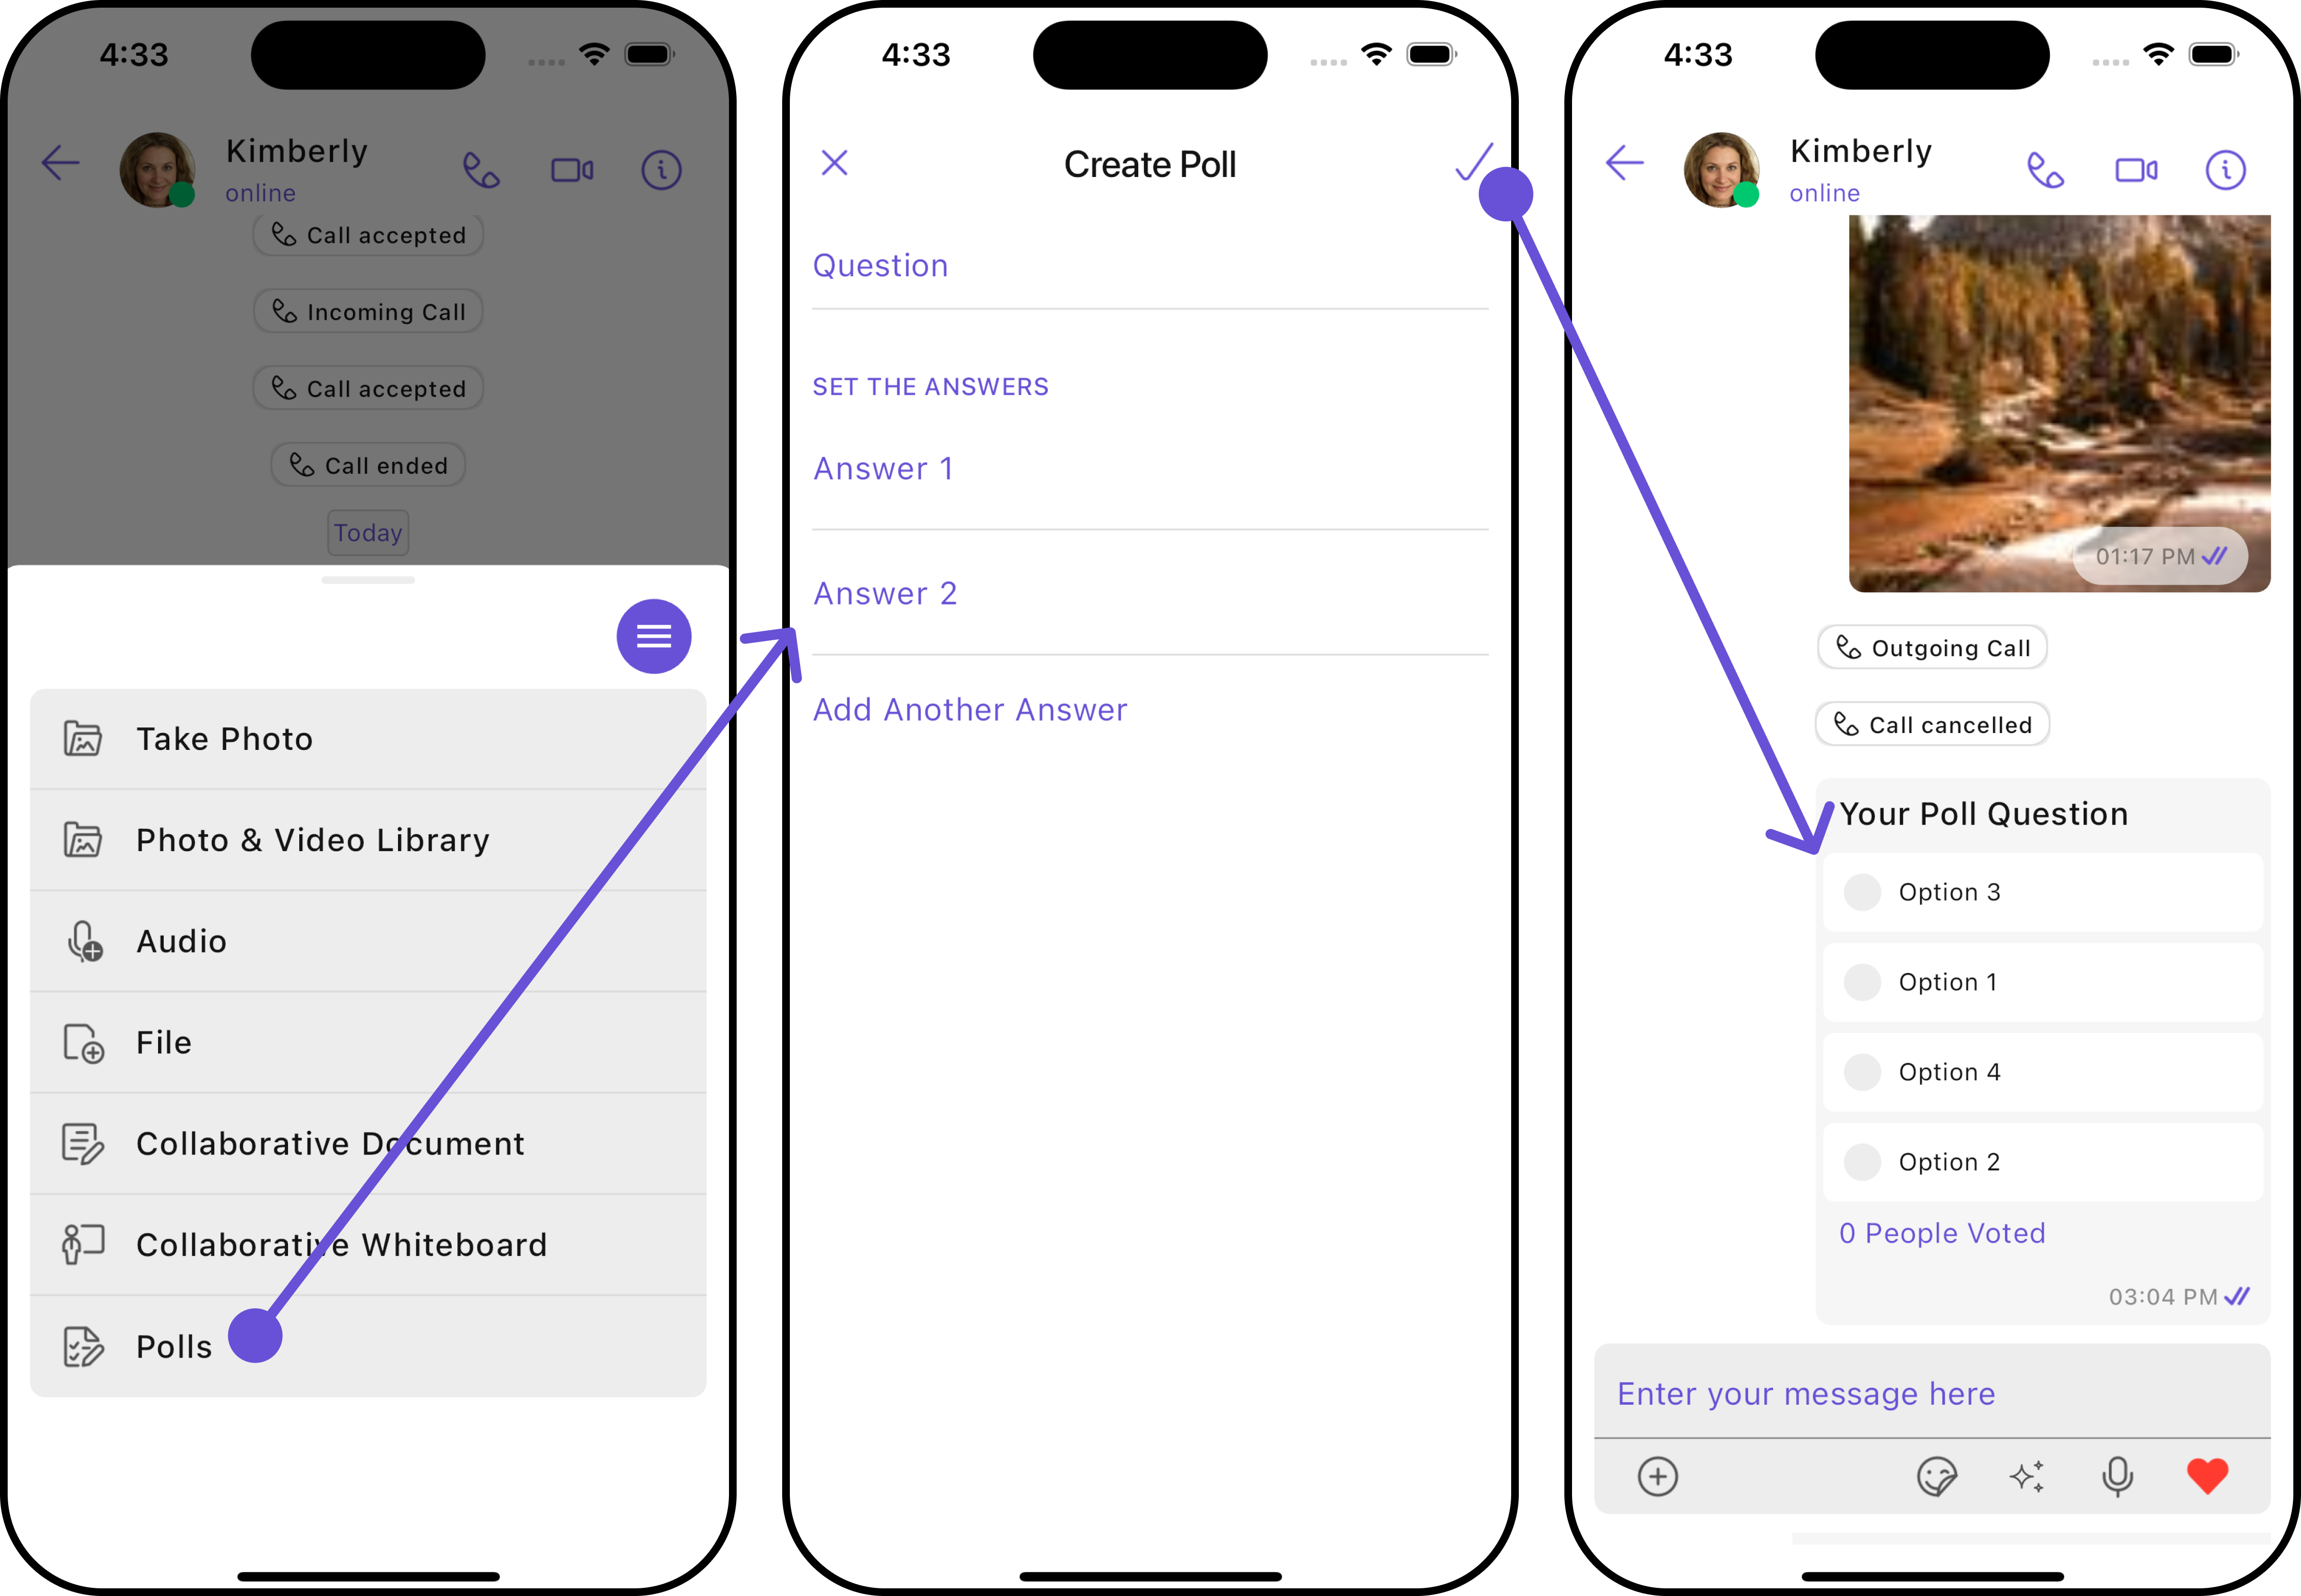 4:33
Kimberly
online
Call accepted
Incoming Call
Call accepted
Call ended
Today
Take Photo
Photo & Video Library
Audio
File
Collaborative Document
Collaborative Whiteboard
Polls
4:33
Create Poll
Question
SET THE ANSWERS
Answer 1
Answer 2
Add Another Answer
4:33
Kimberly
online
01:17 PM
Outgoing Call
Call cancelled
Your Poll Question
Option 3
Option 1
Option 4
Option 2
0 People Voted
03:04 PM
Enter your message here